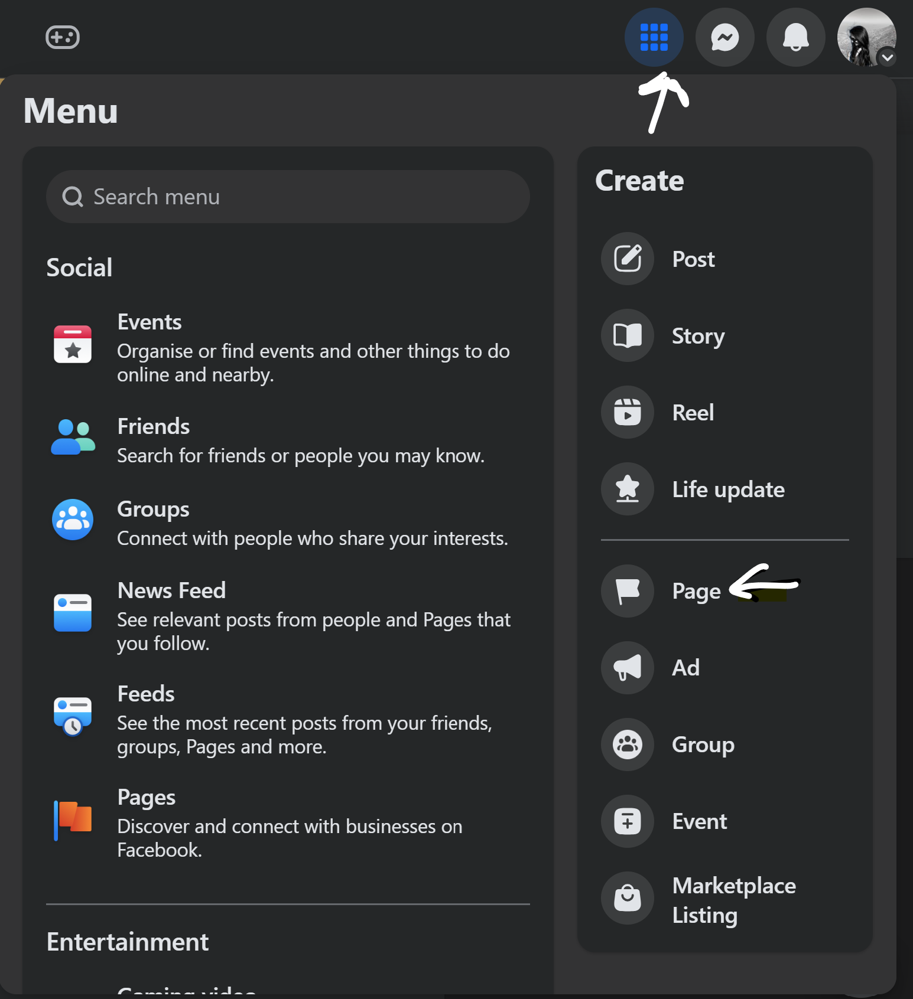 Menu
Search menu
Social
Events
Organise or find events and other things to do
online and nearby.
Friends
Search for friends or people you may know.
Groups
Connect with people who share your interests.
News Feed
See relevant posts from people and Pages that
you follow.
Feeds
See the most recent posts from your friends,
groups, Pages and more.
Pages
Discover and connect with businesses on
Facebook.
Entertainment
Gaming video
Create
Post
Story
Reel
Life update
Page
Ad
Group
Event
Marketplace
Listing